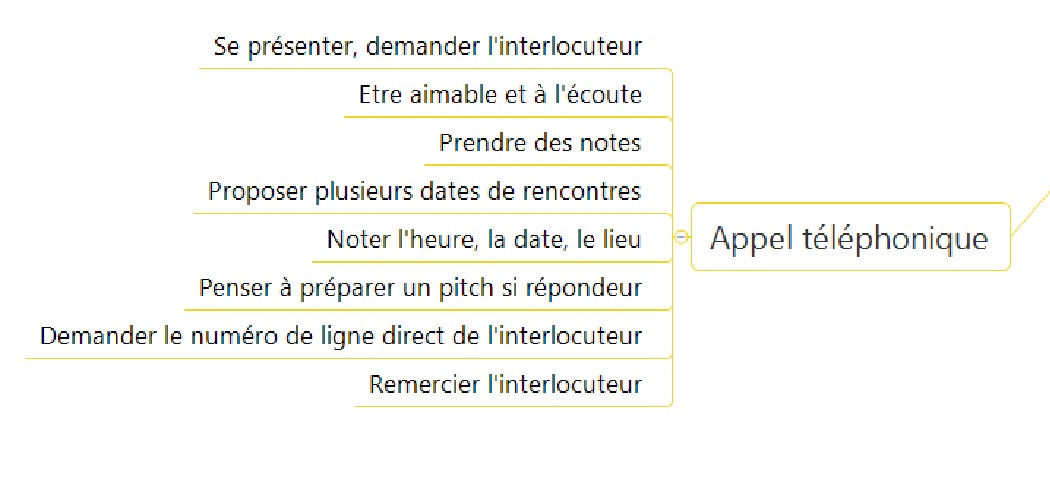 Se présenter, demander l'interlocuteur
Etre aimable et à l'écoute
Prendre des notes
Proposer plusieurs dates de rencontres
Noter l'heure, la date, le lieu
Appel téléphonique
Penser à préparer un pitch si répondeur
Demander le numéro de ligne direct de l'interlocuteur
Remercier l'interlocuteur